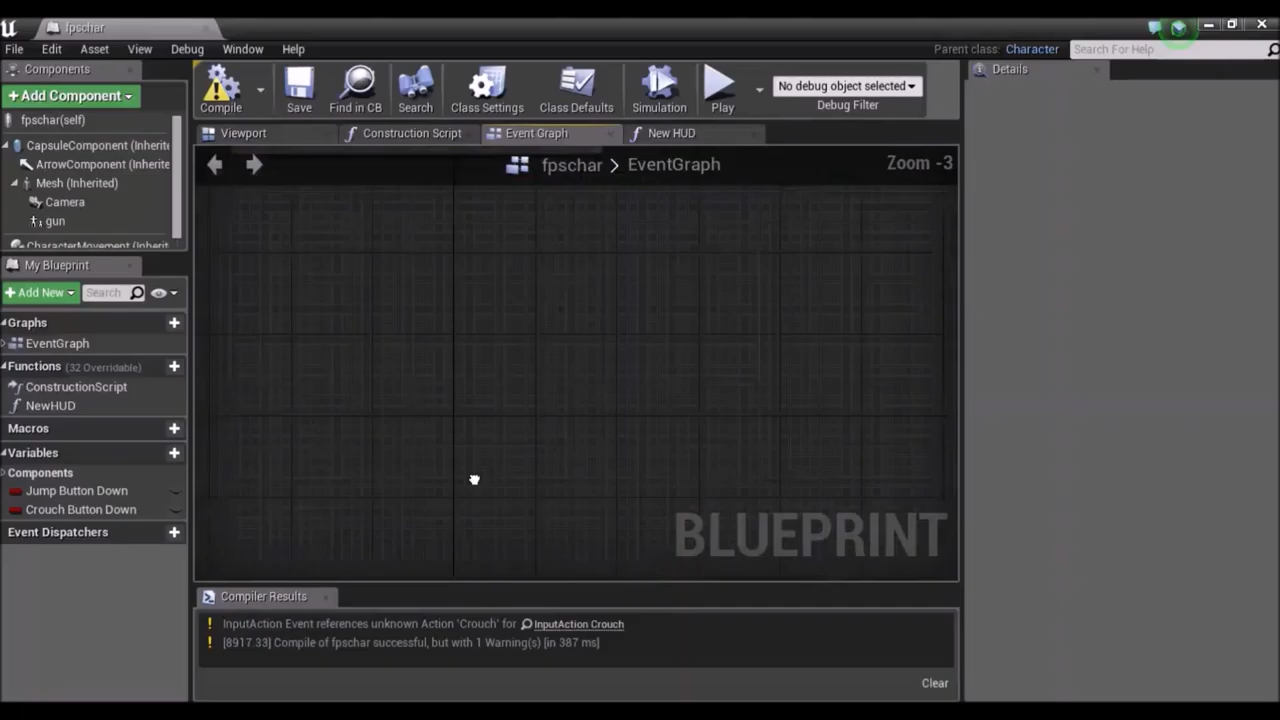 fpschar
File Edit Asset View Debug Window Help
Parent class: Character
Search For Help
Components
+ Add Component
fpschar(self)
CapsuleComponent (Inherite
ArrowComponent (Inherite
Mesh (Inherited)
Camera
gun
CharacterMovement (Inherit
My Blueprint
+ Add New
Search
Graphs
EventGraph
Functions (32 Overridable)
ConstructionScript
NewHUD
Macros
Variables
Components
Jump Button Down
Crouch Button Down
Event Dispatchers
Compile
Save
Find in CB
Search
Class Settings
Class Defaults
Simulation
Play
No debug object selected
Debug Filter
Viewport
Construction Script
Event Graph
New HUD
fpschar > EventGraph
Zoom -3
BLUEPRINT
Compiler Results
! InputAction Event references unknown Action 'Crouch' for InputAction Crouch
! [8917.33] Compile of fpschar successful, but with 1 Warning(s) [in 387 ms]
Clear
Details